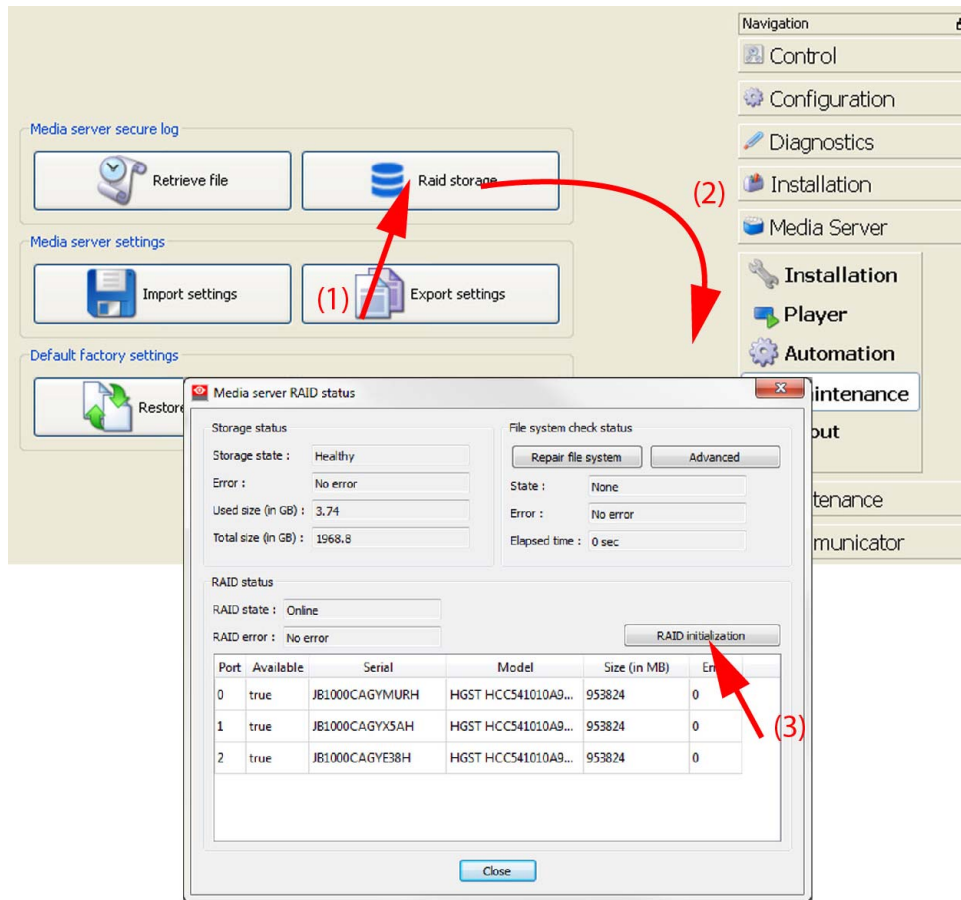 Navigation
Control
Configuration
Diagnostics
Installation
Media Server
Installation
Player
Automation
intenance
out
tenance
municator
Media server secure log
Retrieve file
Raid storage
(2)
Media server settings
Import settings
(1)
Export settings
Default factory settings
Restore
Media server RAID status
Storage status
Storage state : Healthy
Error : No error
Used size (in GB) : 3.74
Total size (in GB) : 1968.8
File system check status
Repair file system Advanced
State : None
Error : No error
Elapsed time : 0 sec
RAID status
RAID state : Online
RAID error : No error
RAID initialization
Port Available Serial Model Size (in MB) Er
0 true JB1000CAGYMURH HGST HCC541010A9... 953824 0
1 true JB1000CAGYX5AH HGST HCC541010A9... 953824 0
2 true JB1000CAGYE38H HGST HCC541010A9... 953824 0
(3)
Close